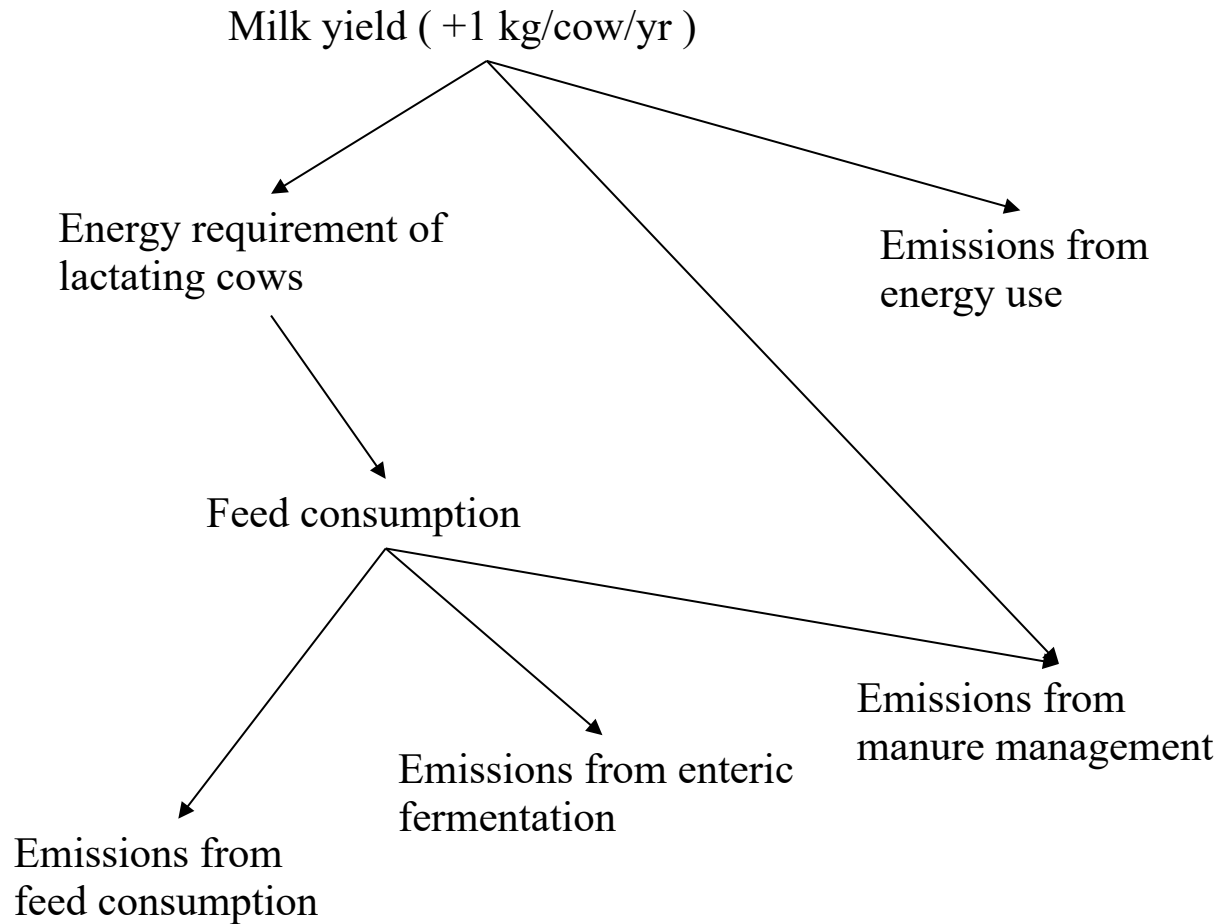 Milk yield ( +1 kg/cow/yr )
Energy requirement of
lactating cows
Emissions from
energy use
Feed consumption
Emissions from
manure management
Emissions from enteric
fermentation
Emissions from
feed consumption